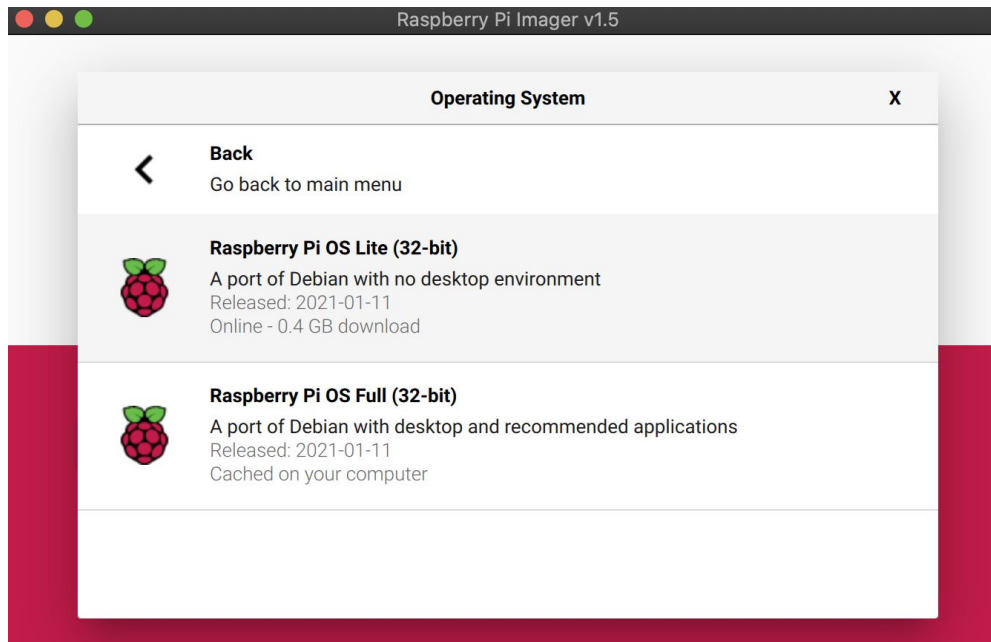 Raspberry Pi Imager v1.5
Operating System
X
Back
Go back to main menu
Raspberry Pi OS Lite (32-bit)
A port of Debian with no desktop environment
Released: 2021-01-11
Online - 0.4 GB download
Raspberry Pi OS Full (32-bit)
A port of Debian with desktop and recommended applications
Released: 2021-01-11
Cached on your computer